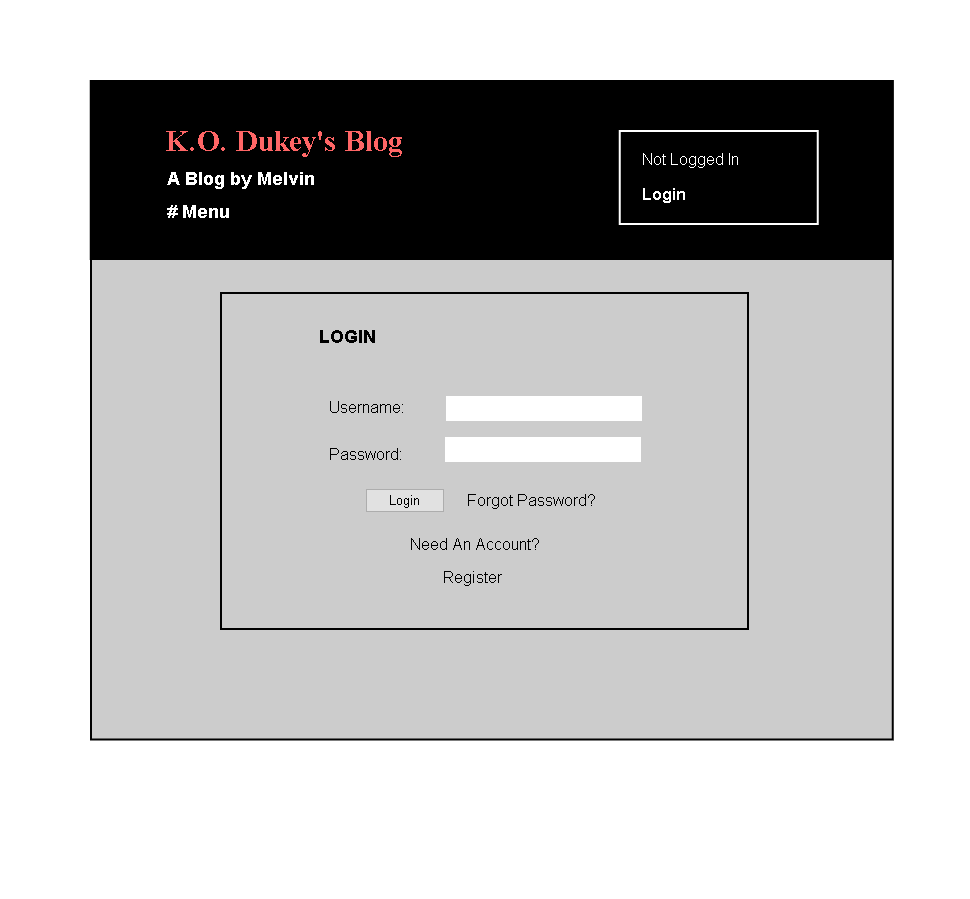 K.O. Dukey's Blog
A Blog by Melvin
# Menu
Not Logged In
Login
LOGIN
Username:
Password:
Login Forgot Password?
Need An Account?
Register